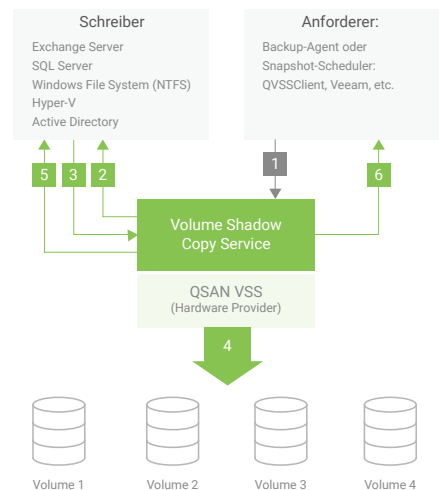 Schreiber
Exchange Server
SQL Server
Windows File System (NTFS)
Hyper-V
Active Directory
Anforderer:
Backup-Agent oder
Snapshot-Scheduler:
QVSSClient, Veeam, etc.
5
3
2
1
6
Volume Shadow
Copy Service
QSAN VSS
(Hardware Provider)
4
Volume 1
Volume 2
Volume 3
Volume 4